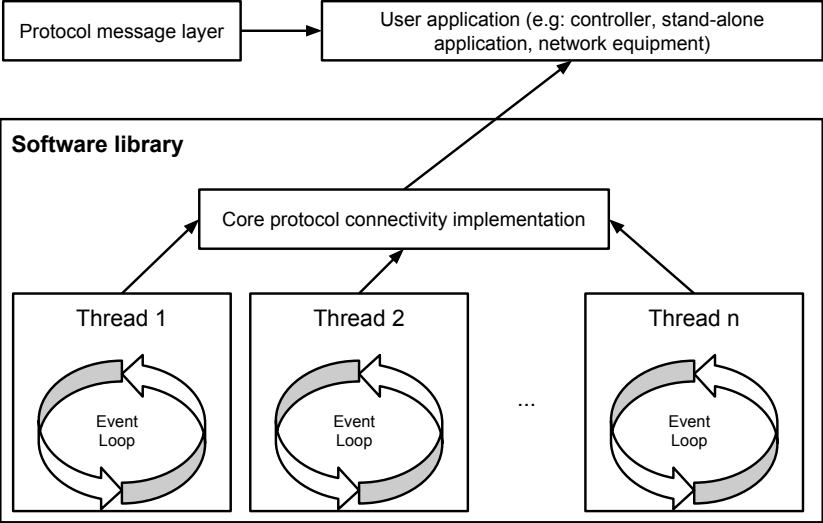 Protocol message layer
User application (e.g: controller, stand-alone
application, network equipment)
Software library
Core protocol connectivity implementation
Thread 1
Thread 2
Thread n
Event
Loop
Event
Loop
...
Event
Loop